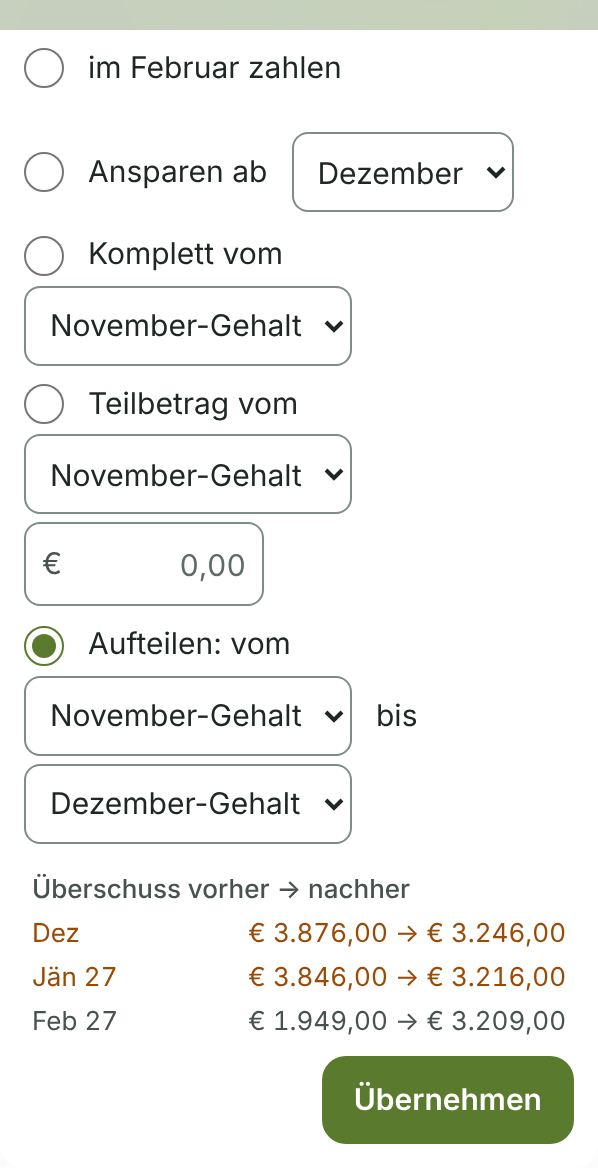 im Februar zahlen
Ansparen ab Dezember
Komplett vom
November-Gehalt
Teilbetrag vom
November-Gehalt
€ 0,00
Aufteilen: vom
November-Gehalt bis
Dezember-Gehalt
Überschuss vorher → nachher
Dez € 3.876,00 → € 3.246,00
Jän 27 € 3.846,00 → € 3.216,00
Feb 27 € 1.949,00 → € 3.209,00
Übernehmen